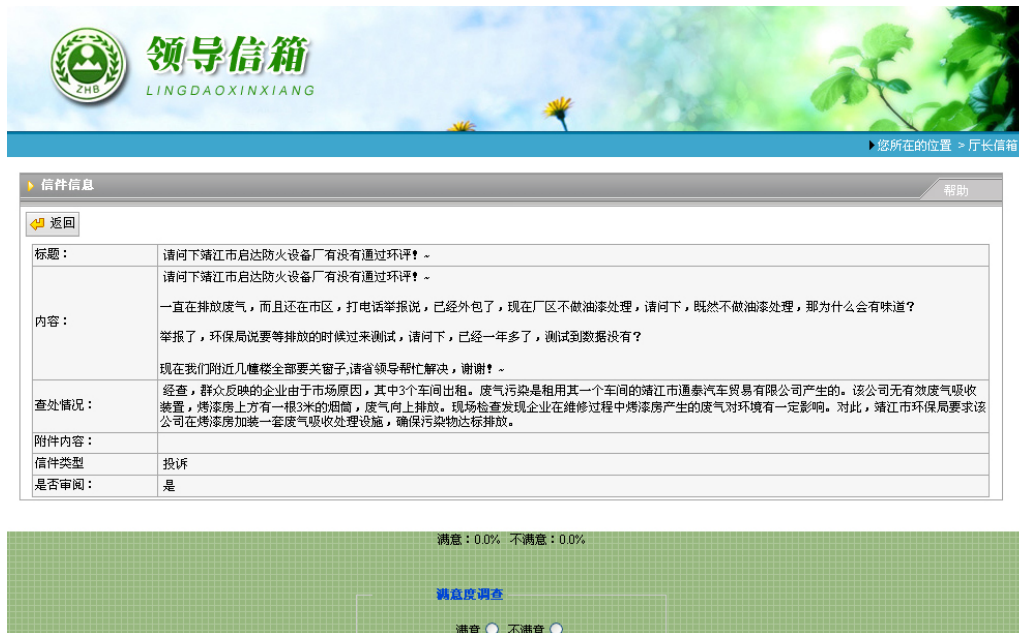 领导信箱
ZHB
LINGDAOXINXIANG
您所在的位置 > 厅长信箱
信件信息
帮助
返回
标题：
请问下靖江市启达防火设备厂有没有通过环评！~
内容：
请问下靖江市启达防火设备厂有没有通过环评！~
一直在排放废气，而且还在市区，打电话举报说，已经外包了，现在厂区不做油漆处理，请问下，既然不做油漆处理，那为什么会有味道？
举报了，环保局说要等排放的时候过来测试，请问下，已经一年多了，测试到数据没有？
现在我们附近几幢楼全部要关窗子,请省领导帮忙解决，谢谢！~
查处情况：
经查，群众反映的企业由于市场原因，其中3个车间出租。废气污染是租用其一个车间的靖江市通泰汽车贸易有限公司产生的。该公司无有效废气吸收
装置，烤漆房上方有一根3米的烟筒，废气向上排放。现场检查发现企业在维修过程中烤漆房产生的废气对环境有一定影响。对此，靖江市环保局要求该
公司在烤漆房加装一套废气吸收处理设施，确保污染物达标排放。
附件内容：
信件类型
投诉
是否审阅：
是
满意：0.0% 不满意：0.0%
满意度调查
满意 不满意